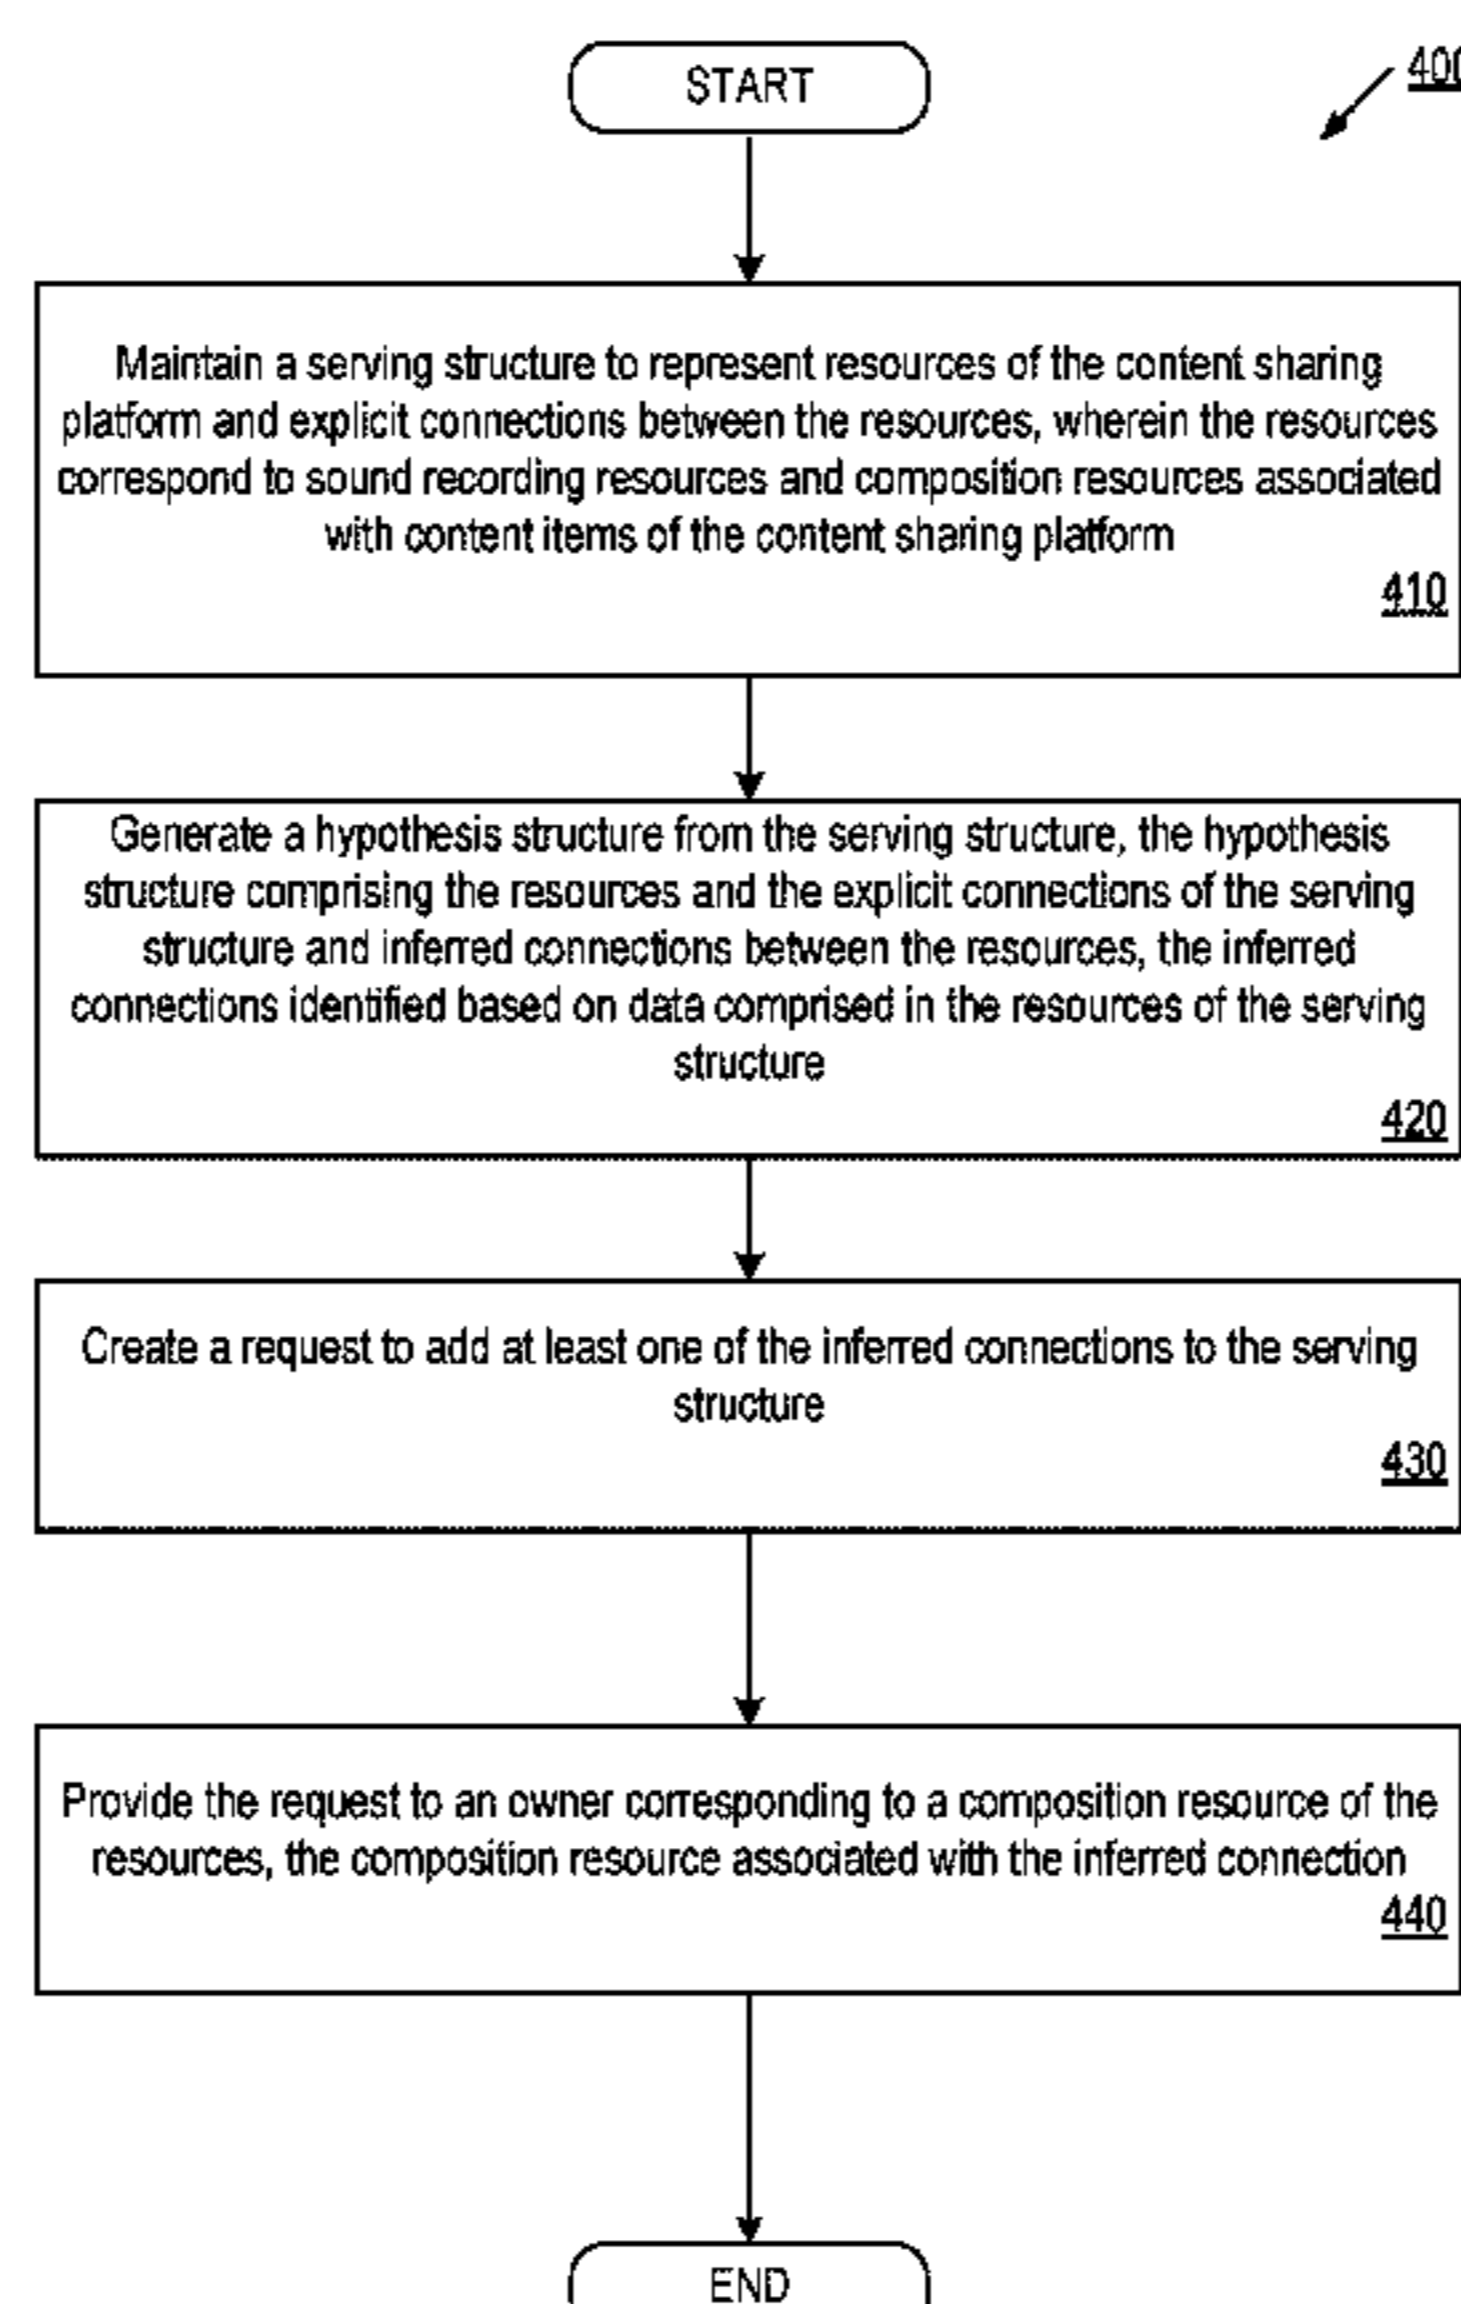 START
400
Maintain a serving structure to represent resources of the content sharing
platform and explicit connections between the resources, wherein the resources
correspond to sound recording resources and composition resources associated
with content items of the content sharing platform
410
Generate a hypothesis structure from the serving structure, the hypothesis
structure comprising the resources and the explicit connections of the serving
structure and inferred connections between the resources, the inferred
connections identified based on data comprised in the resources of the serving
structure
420
Create a request to add at least one of the inferred connections to the serving
structure
430
Provide the request to an owner corresponding to a composition resource of the
resources, the composition resource associated with the inferred connection
440
END